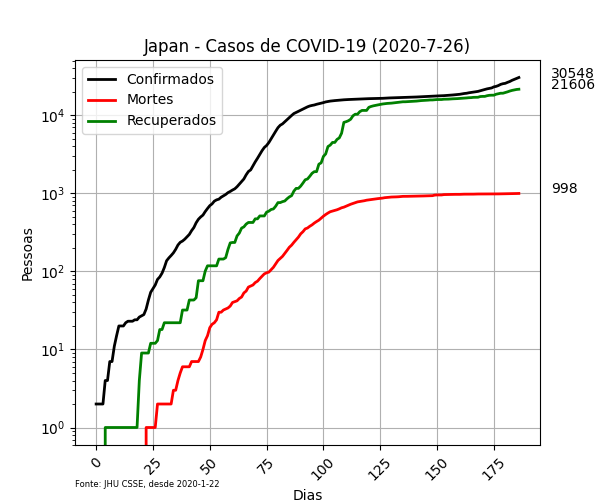 Japan - Casos de COVID-19 (2020-7-26)
Confirmados
Mortes
Recuperados
30548
21606
998
10⁴
10³
10²
10¹
10⁰
Pessoas
0
25
50
75
100
125
150
175
Fonte: JHU CSSE, desde 2020-1-22
Dias